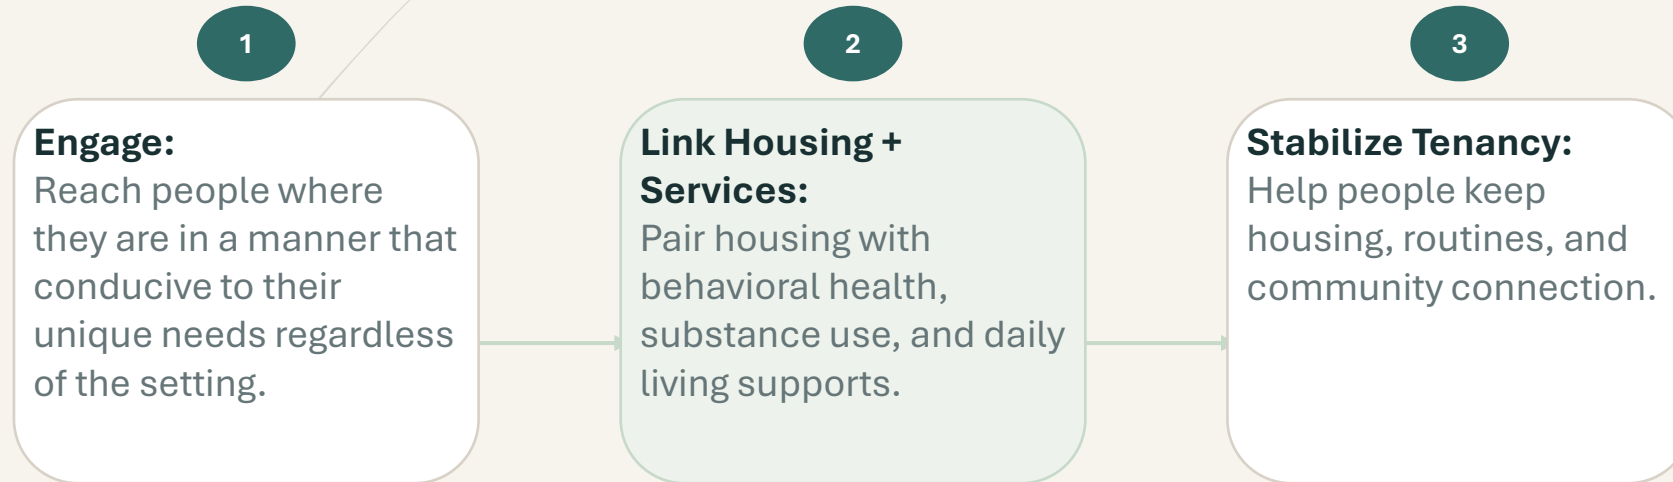 1
Engage:
Reach people where
they are in a manner that
conducive to their
unique needs regardless
of the setting.
2
Link Housing +
Services:
Pair housing with
behavioral health,
substance use, and daily
living supports.
3
Stabilize Tenancy:
Help people keep
housing, routines, and
community connection.